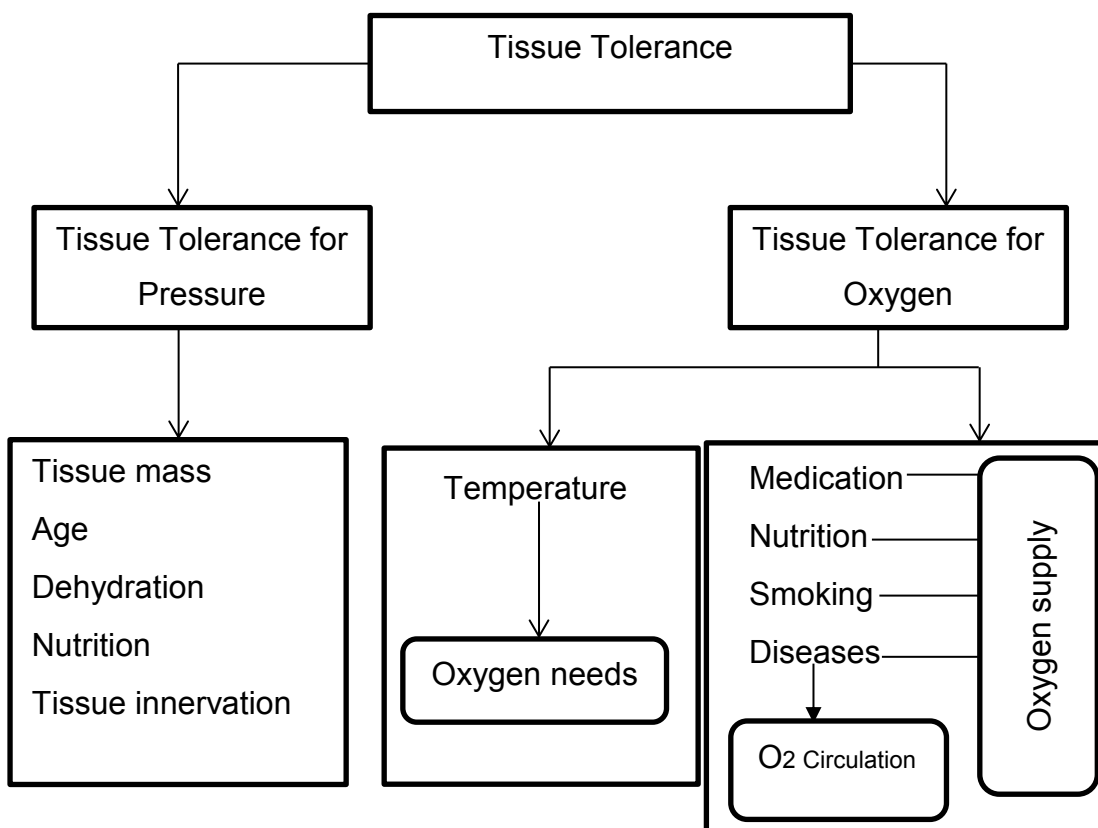 Tissue Tolerance
Tissue Tolerance for
Pressure
Tissue Tolerance for
Oxygen
Tissue mass
Age
Dehydration
Nutrition
Tissue innervation
Temperature
Oxygen needs
Medication
Nutrition
Smoking
Diseases
O2 Circulation
Oxygen supply